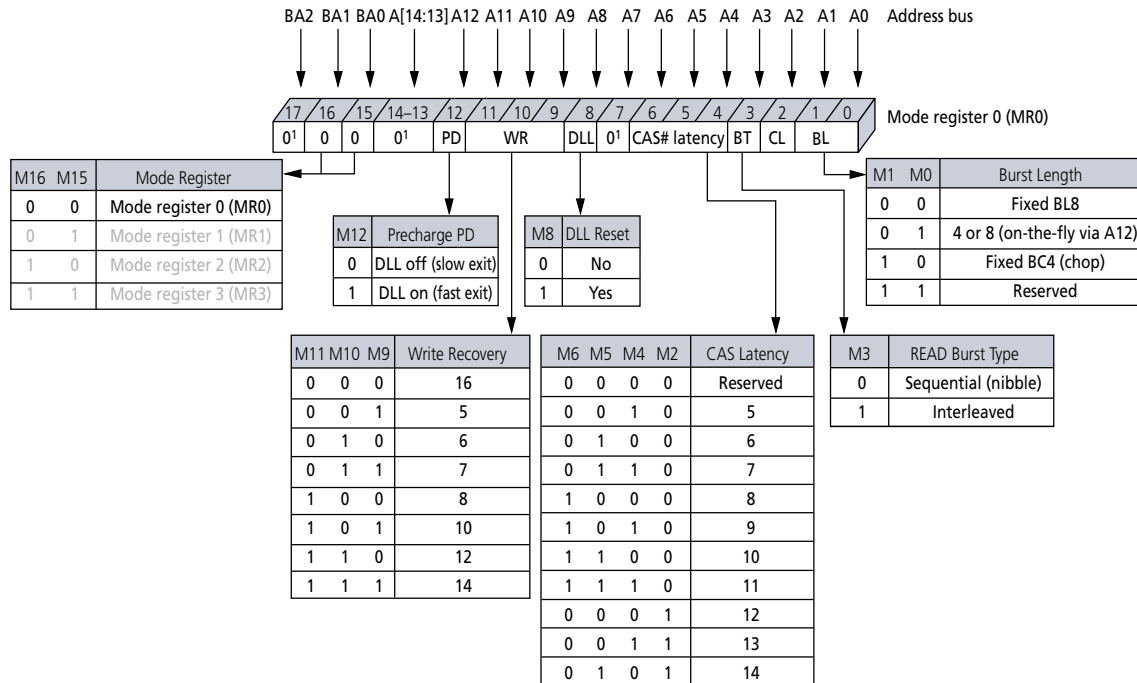 BA2 BA1 BA0 A[14:13] A12 A11 A10 A9 A8 A7 A6 A5 A4 A3 A2 A1 A0 Address bus
17 16 15 14–13 12 11 10 9 8 7 6 5 4 3 2 1 0 Mode register 0 (MR0)
0¹ 0 0 0¹ PD WR DLL 0¹ CAS# latency BT CL BL
M16 M15 Mode Register
0 0 Mode register 0 (MR0)
0 1 Mode register 1 (MR1)
1 0 Mode register 2 (MR2)
1 1 Mode register 3 (MR3)
M12 Precharge PD
0 DLL off (slow exit)
1 DLL on (fast exit)
M8 DLL Reset
0 No
1 Yes
M1 M0 Burst Length
0 0 Fixed BL8
0 1 4 or 8 (on-the-fly via A12)
1 0 Fixed BC4 (chop)
1 1 Reserved
M11 M10 M9 Write Recovery
0 0 0 16
0 0 1 5
0 1 0 6
0 1 1 7
1 0 0 8
1 0 1 10
1 1 0 12
1 1 1 14
M6 M5 M4 M2 CAS Latency
0 0 0 0 Reserved
0 0 1 0 5
0 1 0 0 6
0 1 1 0 7
1 0 0 0 8
1 0 1 0 9
1 1 0 0 10
1 1 1 0 11
0 0 0 1 12
0 0 1 1 13
0 1 0 1 14
M3 READ Burst Type
0 Sequential (nibble)
1 Interleaved